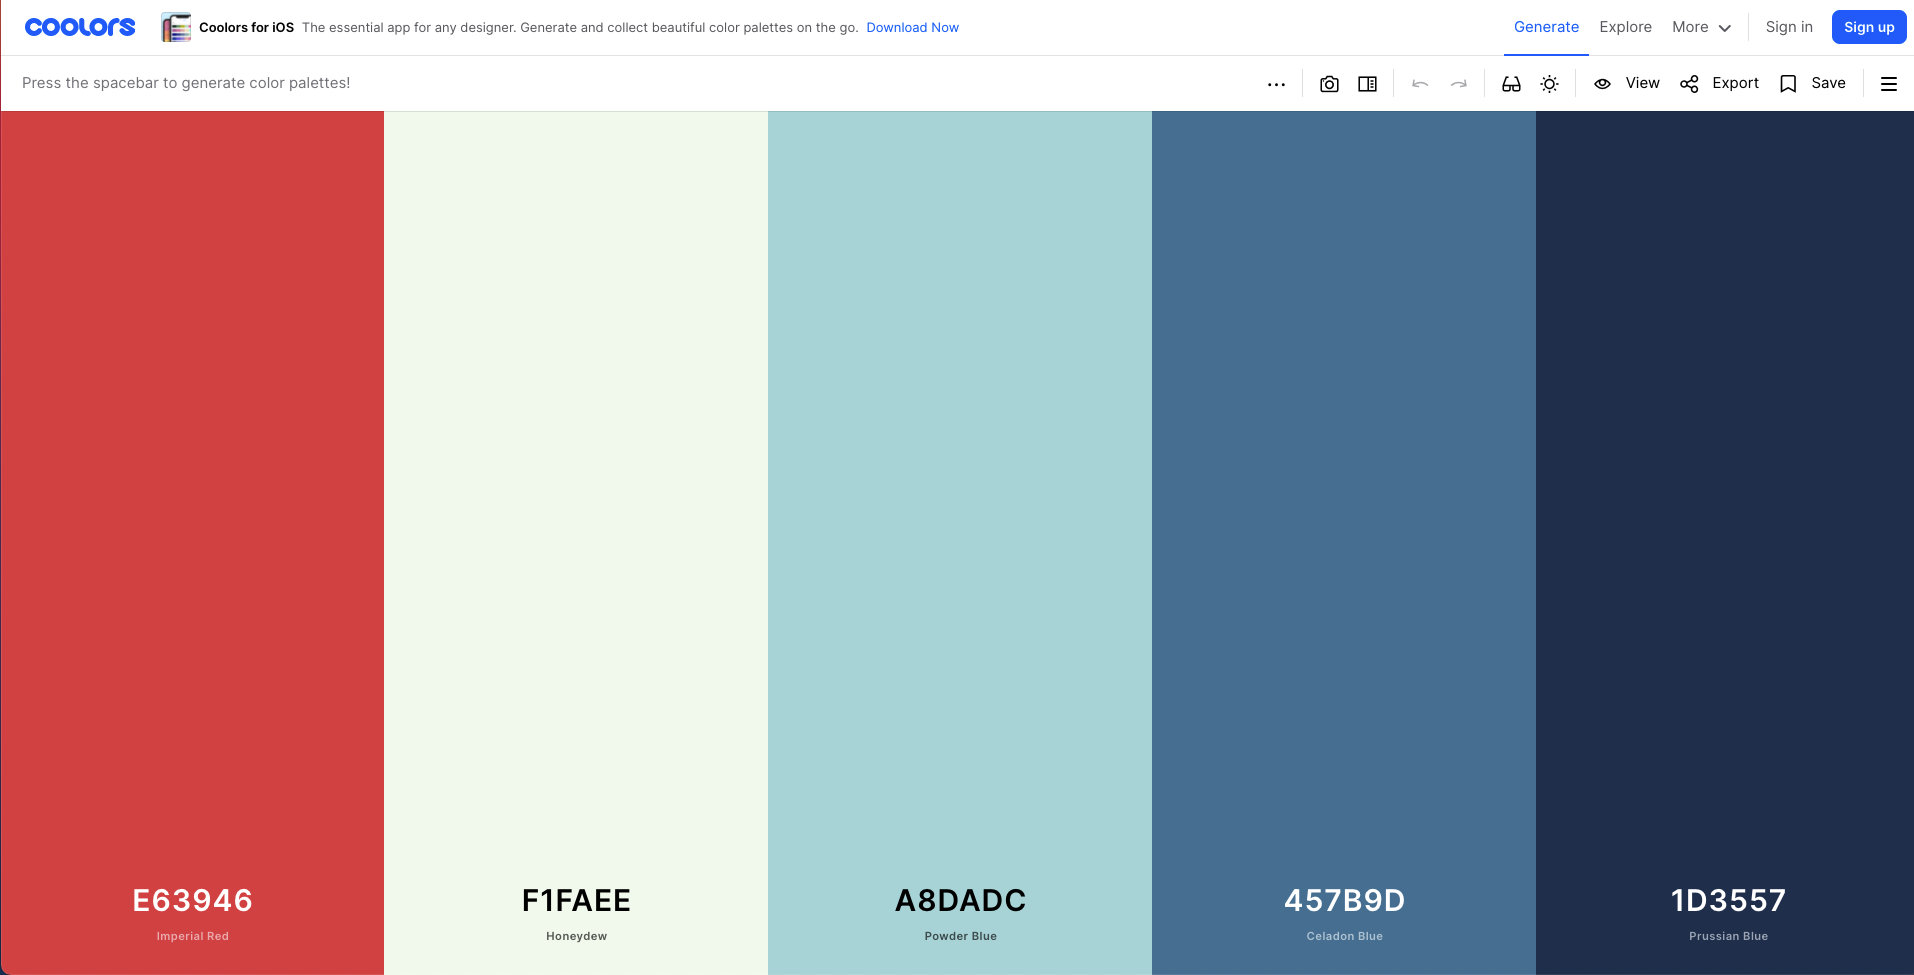 coolors
Coolors for iOS The essential app for any designer. Generate and collect beautiful color palettes on the go. Download Now
Generate Explore More Sign in Sign up
Press the spacebar to generate color palettes!
View Export Save
E63946
Imperial Red
F1FAEE
Honeydew
A8DADC
Powder Blue
457B9D
Celadon Blue
1D3557
Prussian Blue